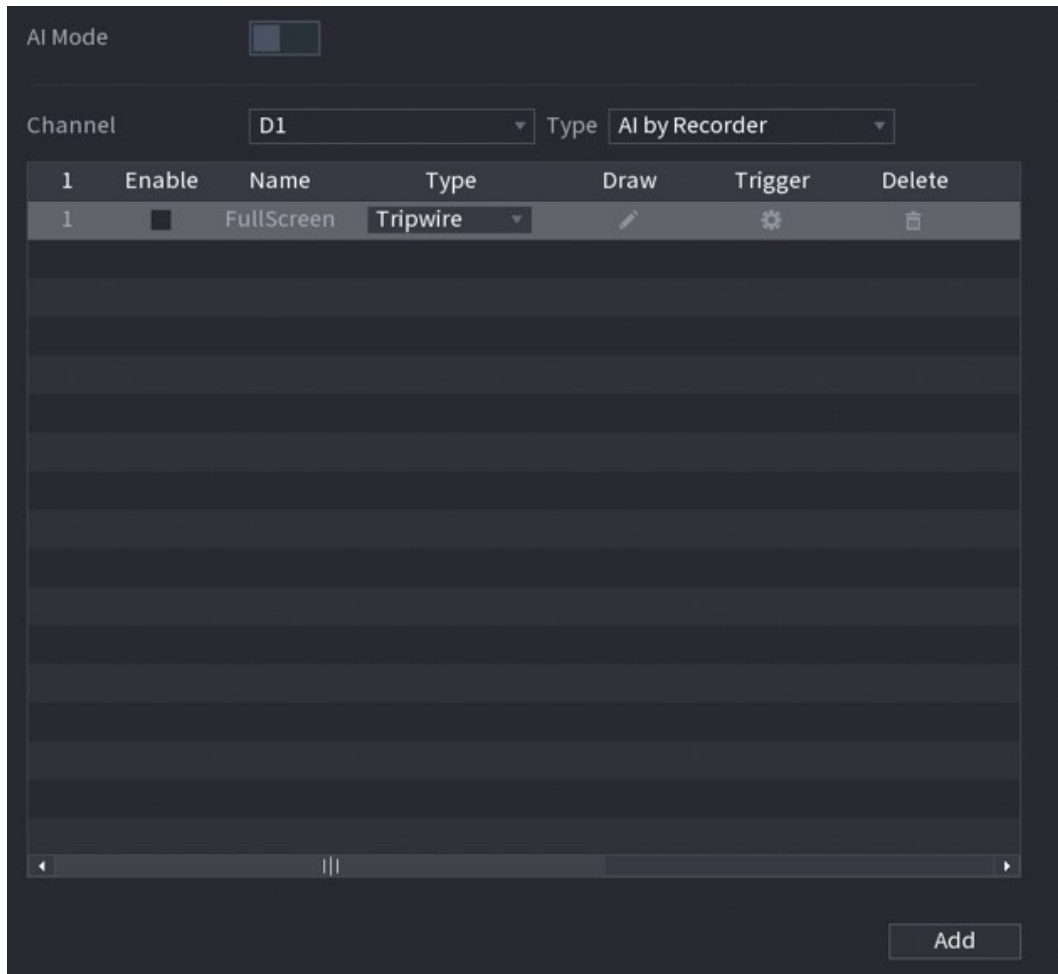 AI Mode
Channel D1 Type AI by Recorder
1 Enable Name Type Draw Trigger Delete
1 FullScreen Tripwire
Add